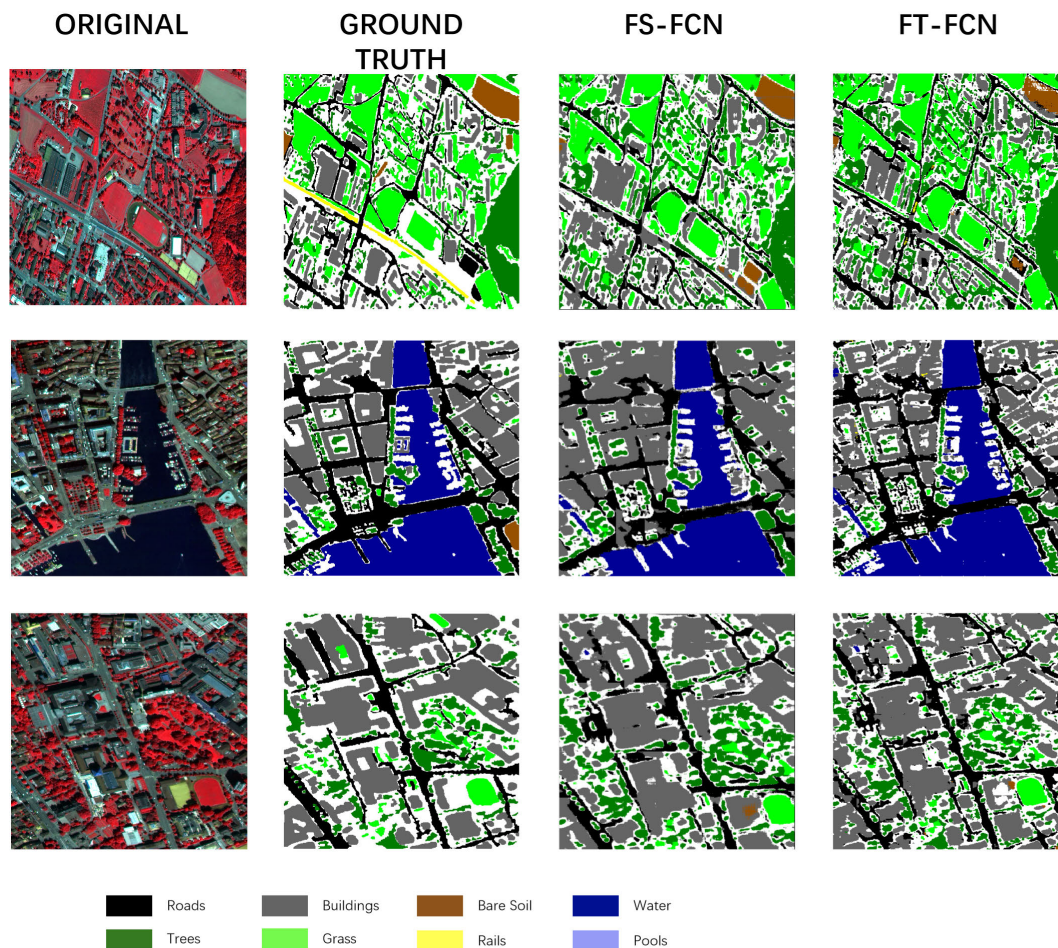 ORIGINAL
GROUND
TRUTH
FS-FCN
FT-FCN
Roads
Buildings
Bare Soil
Water
Trees
Grass
Rails
Pools